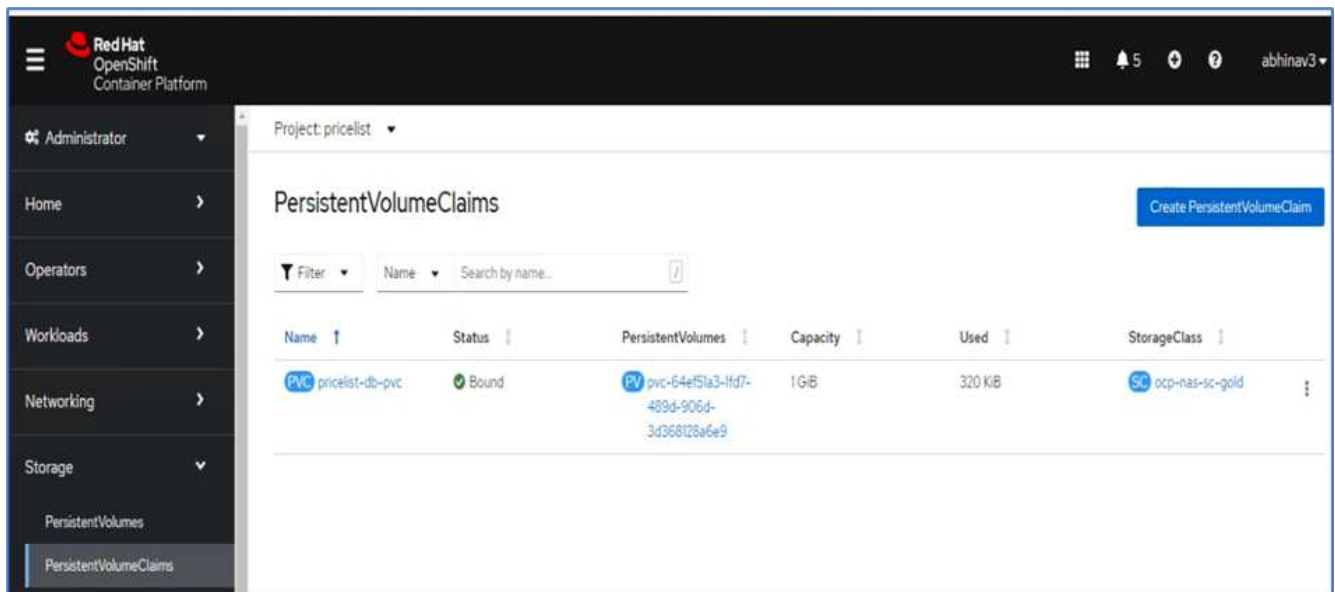 Red Hat
OpenShift
Container Platform
5
abhinav3
Administrator
Home
Operators
Workloads
Networking
Storage
PersistentVolumes
PersistentVolumeClaims
Project: pricelist
PersistentVolumeClaims
Create PersistentVolumeClaim
Filter Name Search by name... /
Name Status PersistentVolumes Capacity Used StorageClass
PVC pricelist-db-pvc Bound PV pvc-64ef51a3-1fd7- 1 GiB 320 KiB SC ocp-nas-sc-gold
489d-906d-
3d368128a6e9